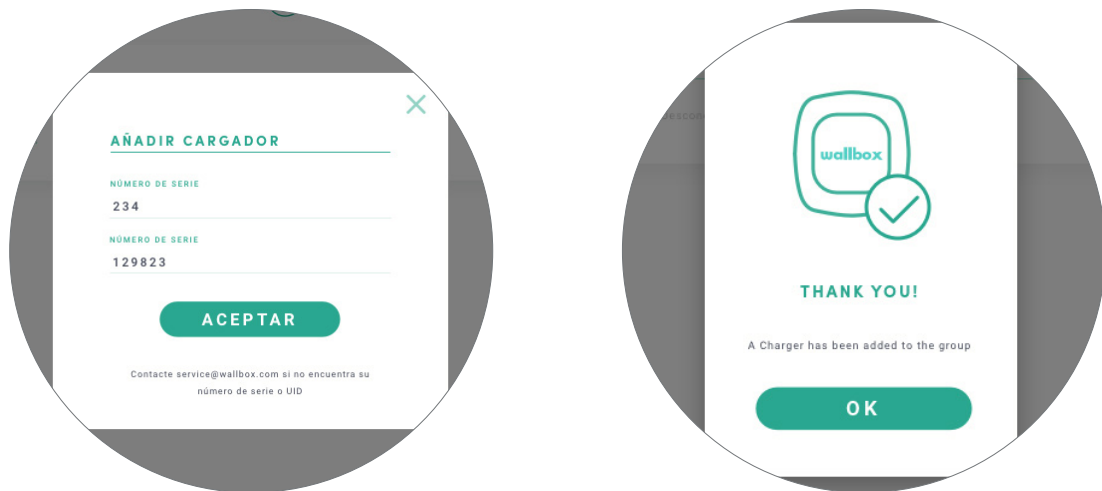 AÑADIR CARGADOR
NÚMERO DE SERIE
234
NÚMERO DE SERIE
129823
ACEPTAR
Contacte service@wallbox.com si no encuentra su
número de serie o UID
wallbox
THANK YOU!
A Charger has been added to the group
OK